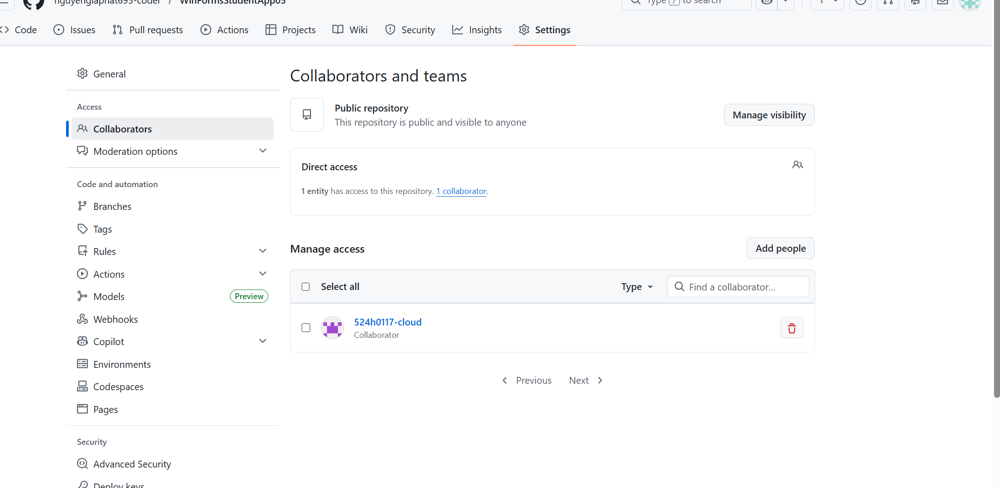 nguyengiaphat695-coder / WinFormsStudentApp03
Type / to search
Code Issues Pull requests Actions Projects Wiki Security Insights Settings
General
Access
Collaborators
Moderation options
Code and automation
Branches
Tags
Rules
Actions
Models Preview
Webhooks
Copilot
Environments
Codespaces
Pages
Security
Advanced Security
Deploy keys
Collaborators and teams
Public repository
This repository is public and visible to anyone
Manage visibility
Direct access
1 entity has access to this repository. 1 collaborator.
Manage access
Add people
Select all Type Find a collaborator...
524h0117-cloud
Collaborator
Previous Next